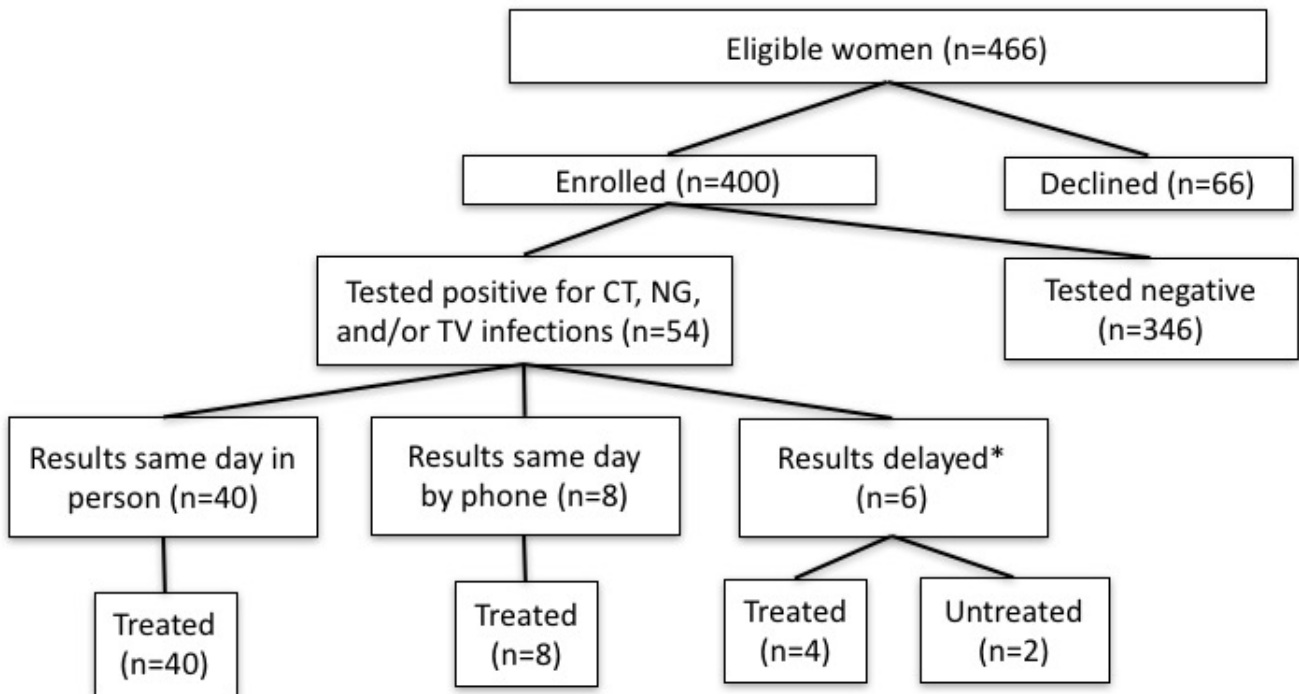 Eligible women (n=466)
Enrolled (n=400)
Declined (n=66)
Tested positive for CT, NG,
and/or TV infections (n=54)
Tested negative
(n=346)
Results same day in
person (n=40)
Results same day
by phone (n=8)
Results delayed*
(n=6)
Treated
(n=40)
Treated
(n=8)
Treated
(n=4)
Untreated
(n=2)